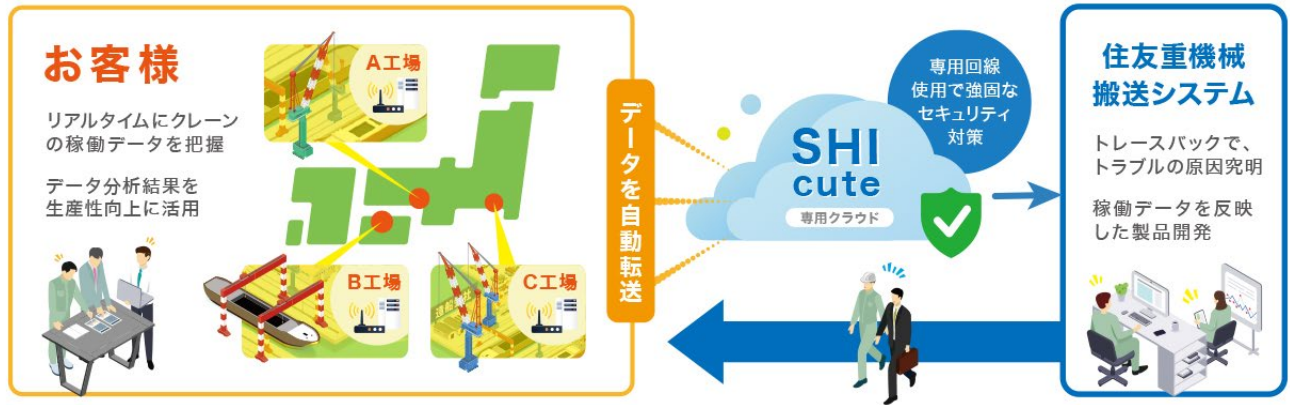 お客様
リアルタイムにクレーン
の稼働データを把握
データ分析結果を
生産性向上に活用
A工場
B工場
C工場
データを自動転送
SHI
cute
専用クラウド
専用回線
使用で強固な
セキュリティ
対策
住友重機械
搬送システム
トレースバックで、
トラブルの原因究明
稼働データを反映
した製品開発